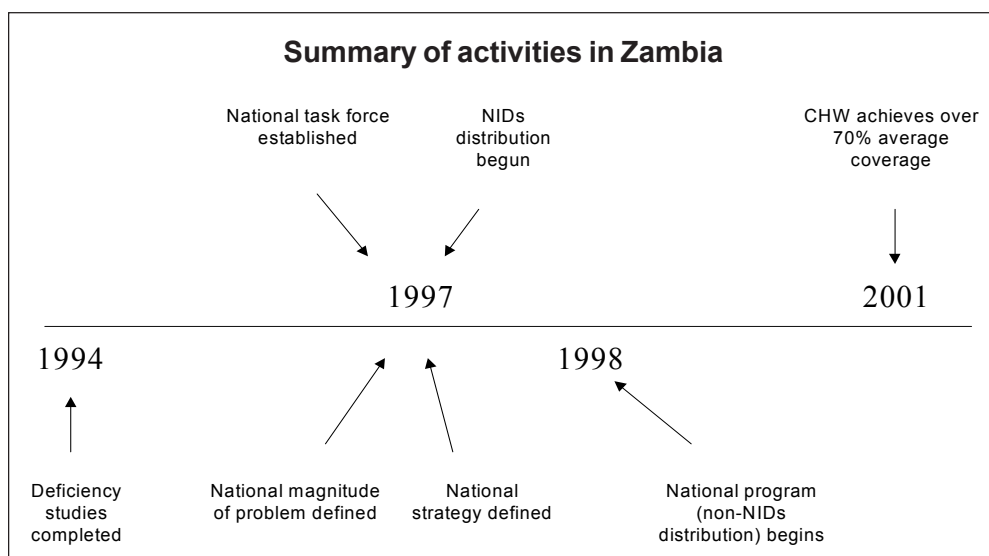 Summary of activities in Zambia
National task force
established
NIDs
distribution
begun
CHW achieves over
70% average
coverage
1997
2001
1994
1998
Deficiency
studies
completed
National magnitude
of problem defined
National
strategy defined
National program
(non-NIDs
distribution) begins